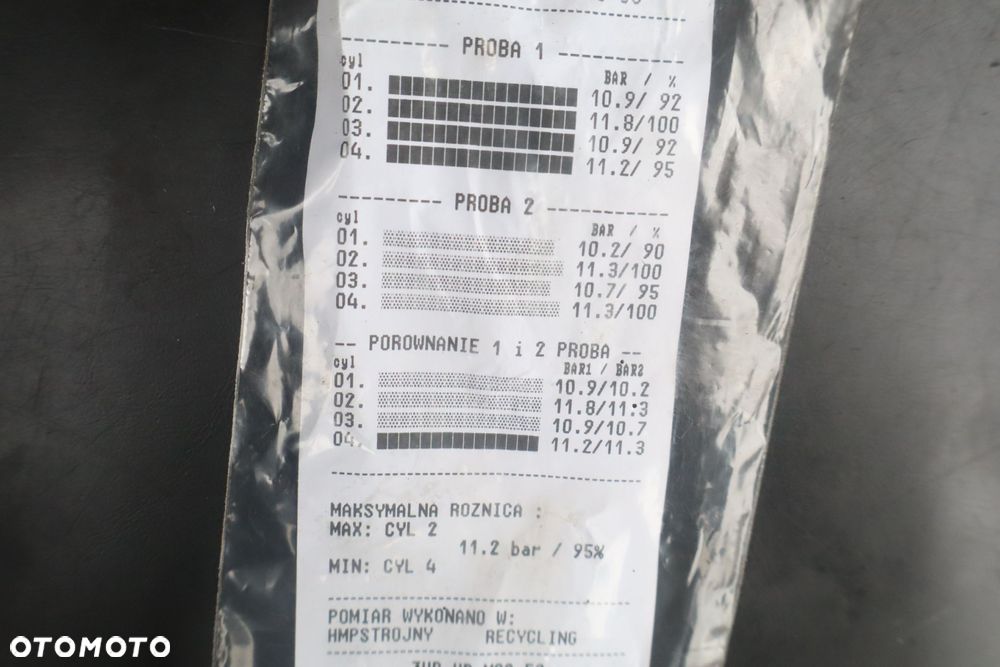 ---------- PROBA 1 ----------
cyl BAR / %
01. 10.9/ 92
02. 11.8/100
03. 10.9/ 92
04. 11.2/ 95
---------- PROBA 2 ----------
cyl BAR / %
01. 10.2/ 90
02. 11.3/100
03. 10.7/ 95
04. 11.3/100
-- POROWNANIE 1 i 2 PROBA --
cyl BAR1 / BAR2
01. 10.9/10.2
02. 11.8/11.3
03. 10.9/10.7
04. 11.2/11.3
MAKSYMALNA ROZNICA :
MAX: CYL 2
11.2 bar / 95%
MIN: CYL 4
POMIAR WYKONANO W:
HMPSTROJNY RECYCLING
OTOMOTO